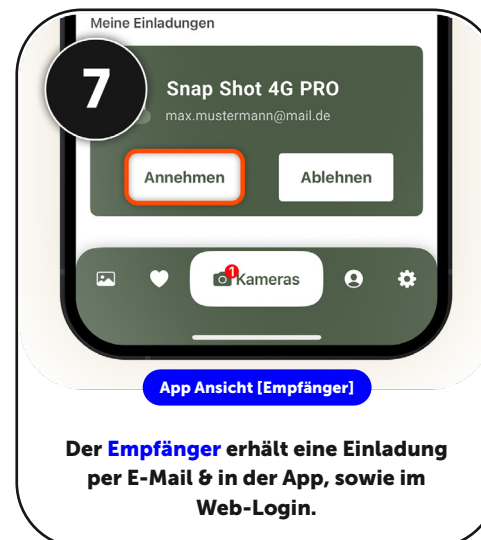 Meine Einladungen
7
Snap Shot 4G PRO
max.mustermann@mail.de
Annehmen
Ablehnen
1
Kameras
App Ansicht [Empfänger]
Der Empfänger erhält eine Einladung
per E-Mail & in der App, sowie im
Web-Login.